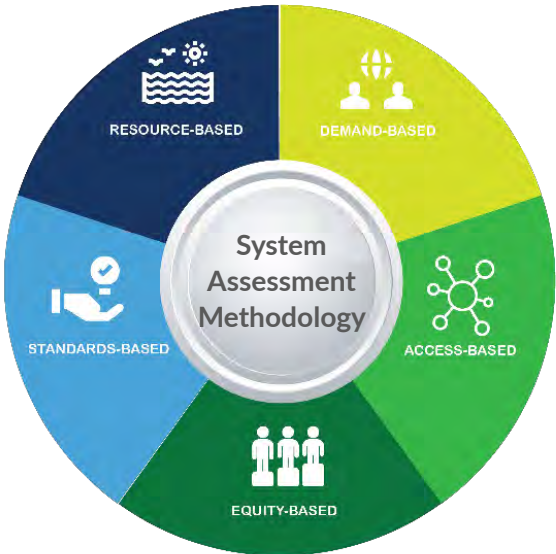 RESOURCE-BASED
DEMAND-BASED
System
Assessment
Methodology
STANDARDS-BASED
ACCESS-BASED
EQUITY-BASED